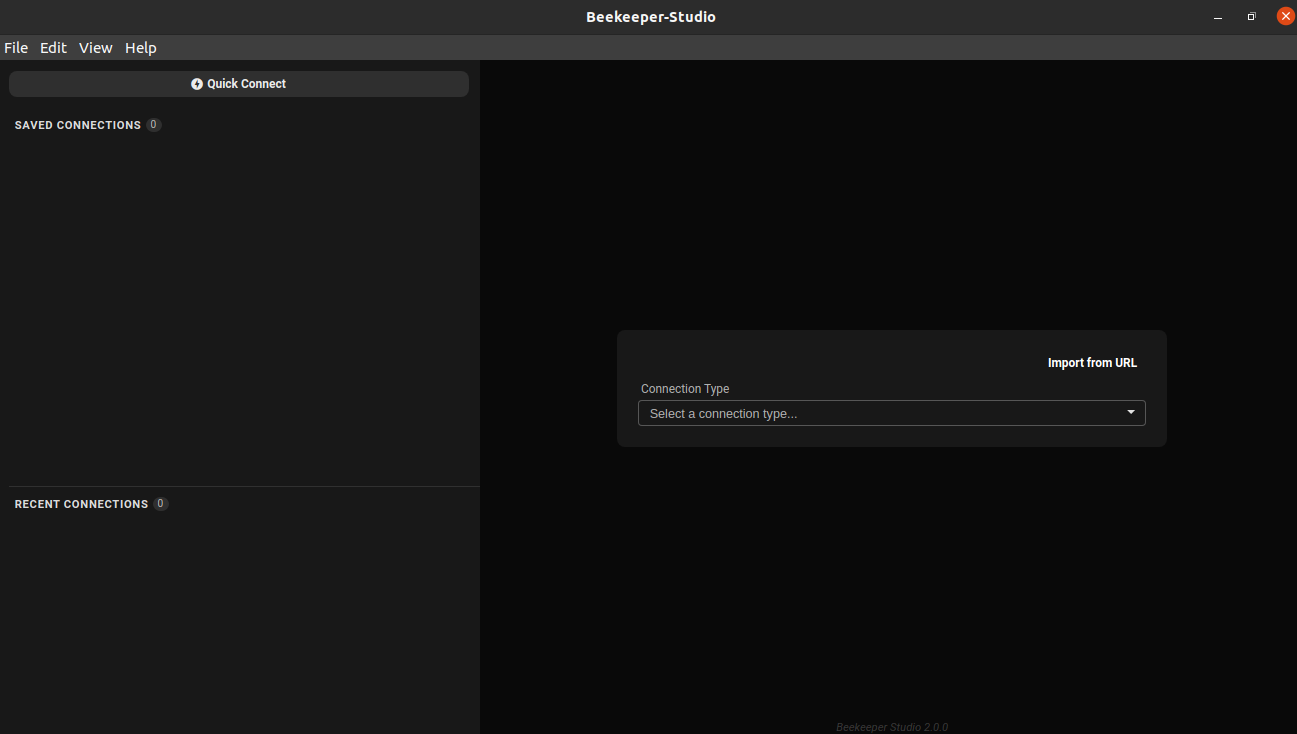 Beekeeper-Studio
File Edit View Help
Quick Connect
SAVED CONNECTIONS 0
Import from URL
Connection Type
Select a connection type...
RECENT CONNECTIONS 0
Beekeeper Studio 2.0.0